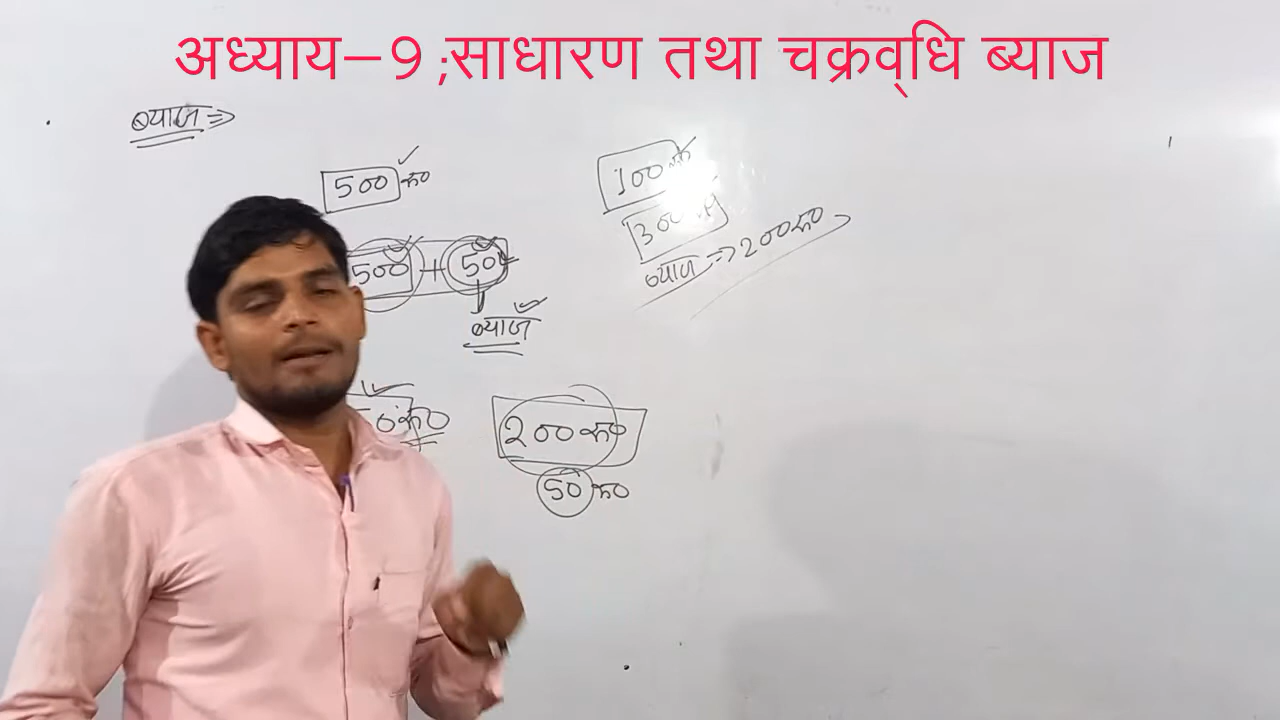 अध्याय–9 ;साधारण तथा चक्रव्धि ब्याज
ब्याज ⇒
500 रु०
500 + 50
ब्याज
100 रु
300 रु
ब्याज ⇒ 200 रु०
0 रु०
200 रु०
50 रु०